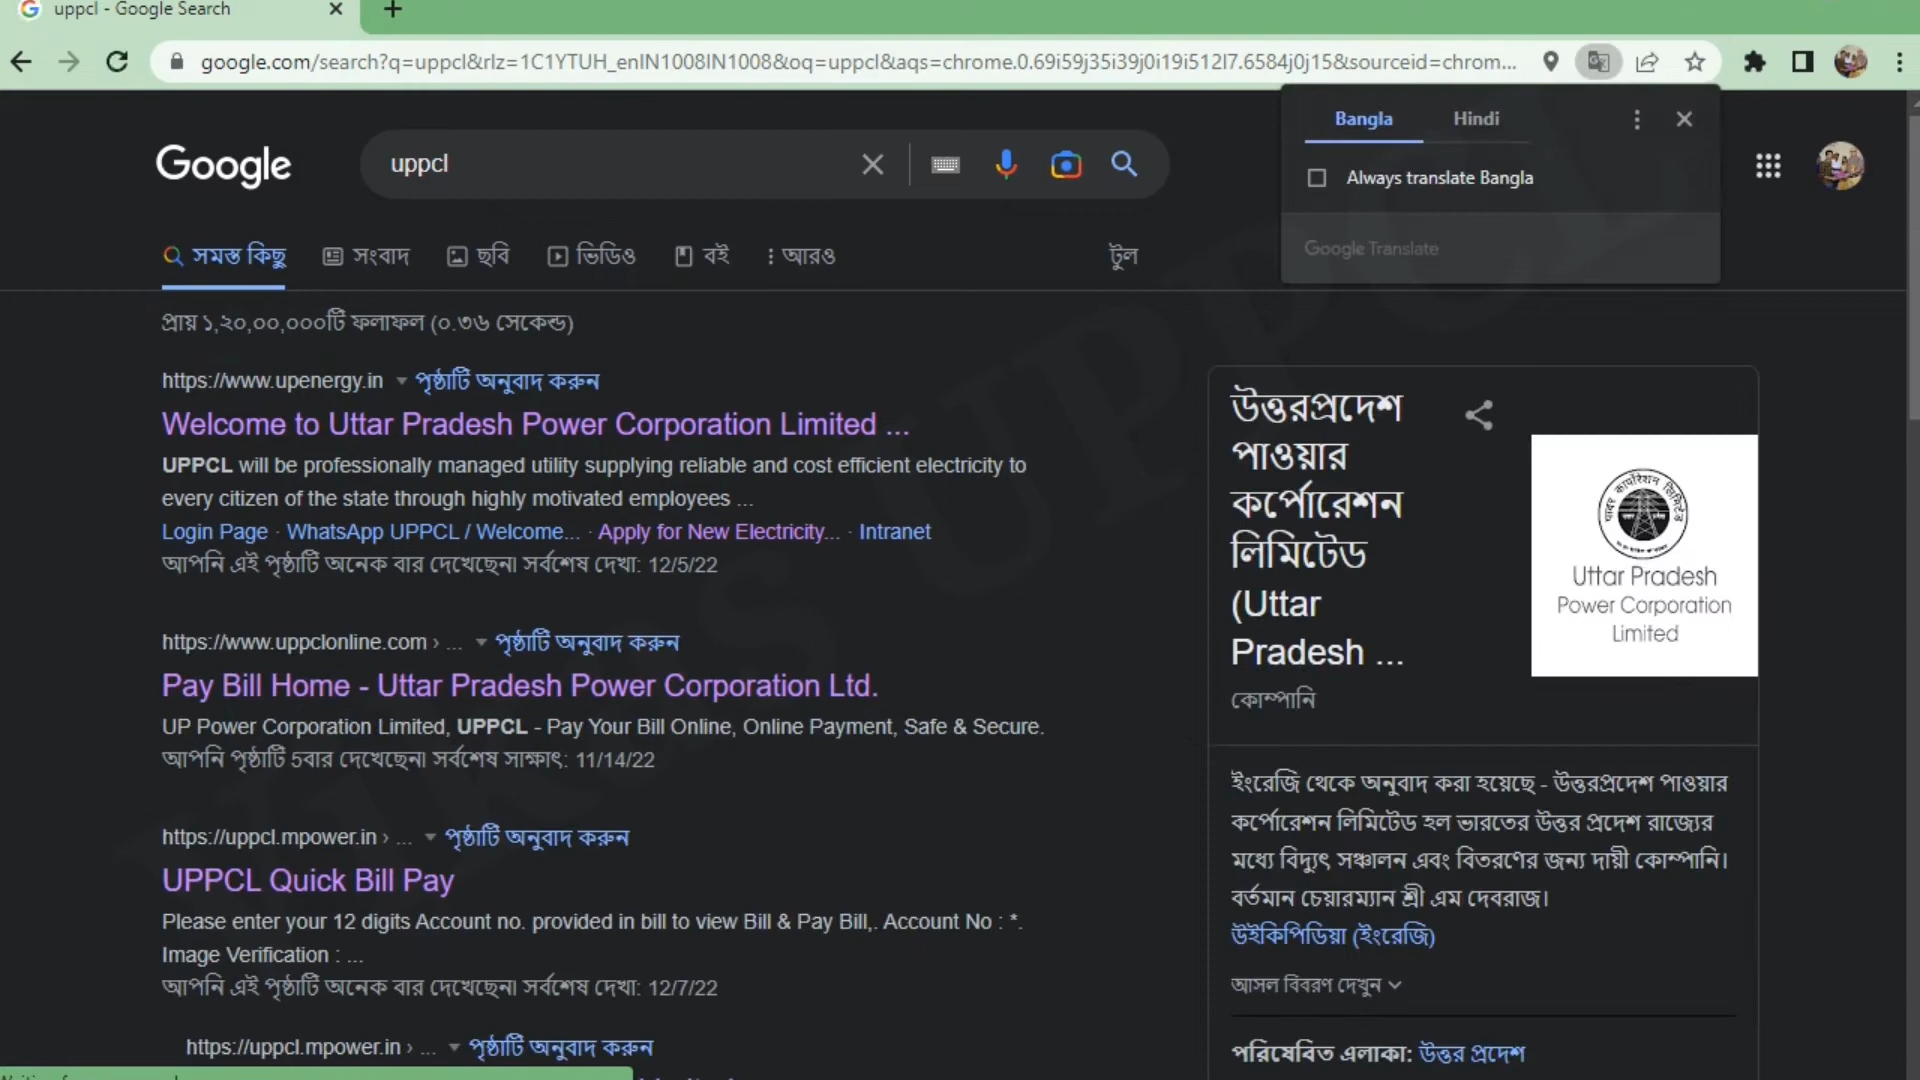 uppcl - Google Search
google.com/search?q=uppcl&rlz=1C1YTUH_enIN1008IN1008&oq=uppcl&aqs=chrome.0.69i59j35i39j0i19i512l7.6584j0j15&sourceid=chrom...
Bangla Hindi
Always translate Bangla
Google Translate
Google
uppcl
সমস্ত কিছু সংবাদ ছবি ভিডিও বই আরও টুল
প্রায় ১,২০,০০,০০০টি ফলাফল (০.৩৬ সেকেন্ড)
https://www.upenergy.in পৃষ্ঠাটি অনুবাদ করুন
Welcome to Uttar Pradesh Power Corporation Limited ...
UPPCL will be professionally managed utility supplying reliable and cost efficient electricity to
every citizen of the state through highly motivated employees ...
Login Page · WhatsApp UPPCL / Welcome... · Apply for New Electricity... · Intranet
আপনি এই পৃষ্ঠাটি অনেক বার দেখেছেন৷ সর্বশেষ দেখা: 12/5/22
https://www.uppclonline.com › ... পৃষ্ঠাটি অনুবাদ করুন
Pay Bill Home - Uttar Pradesh Power Corporation Ltd.
UP Power Corporation Limited, UPPCL - Pay Your Bill Online, Online Payment, Safe & Secure.
আপনি পৃষ্ঠাটি 5বার দেখেছেন৷ সর্বশেষ সাক্ষাৎ: 11/14/22
https://uppcl.mpower.in › ... পৃষ্ঠাটি অনুবাদ করুন
UPPCL Quick Bill Pay
Please enter your 12 digits Account no. provided in bill to view Bill & Pay Bill,. Account No : *.
Image Verification : ...
আপনি এই পৃষ্ঠাটি অনেক বার দেখেছেন৷ সর্বশেষ দেখা: 12/7/22
https://uppcl.mpower.in › ... পৃষ্ঠাটি অনুবাদ করুন
উত্তরপ্রদেশ
পাওয়ার
কর্পোরেশন
লিমিটেড
(Uttar
Pradesh ...
কোম্পানি
Uttar Pradesh
Power Corporation
Limited
ইংরেজি থেকে অনুবাদ করা হয়েছে - উত্তরপ্রদেশ পাওয়ার
কর্পোরেশন লিমিটেড হল ভারতের উত্তর প্রদেশ রাজ্যের
মধ্যে বিদ্যুৎ সঞ্চালন এবং বিতরণের জন্য দায়ী কোম্পানি।
বর্তমান চেয়ারম্যান শ্রী এম দেবরাজ।
উইকিপিডিয়া (ইংরেজি)
আসল বিবরণ দেখুন
পরিষেবিত এলাকা: উত্তর প্রদেশ
UPPCL